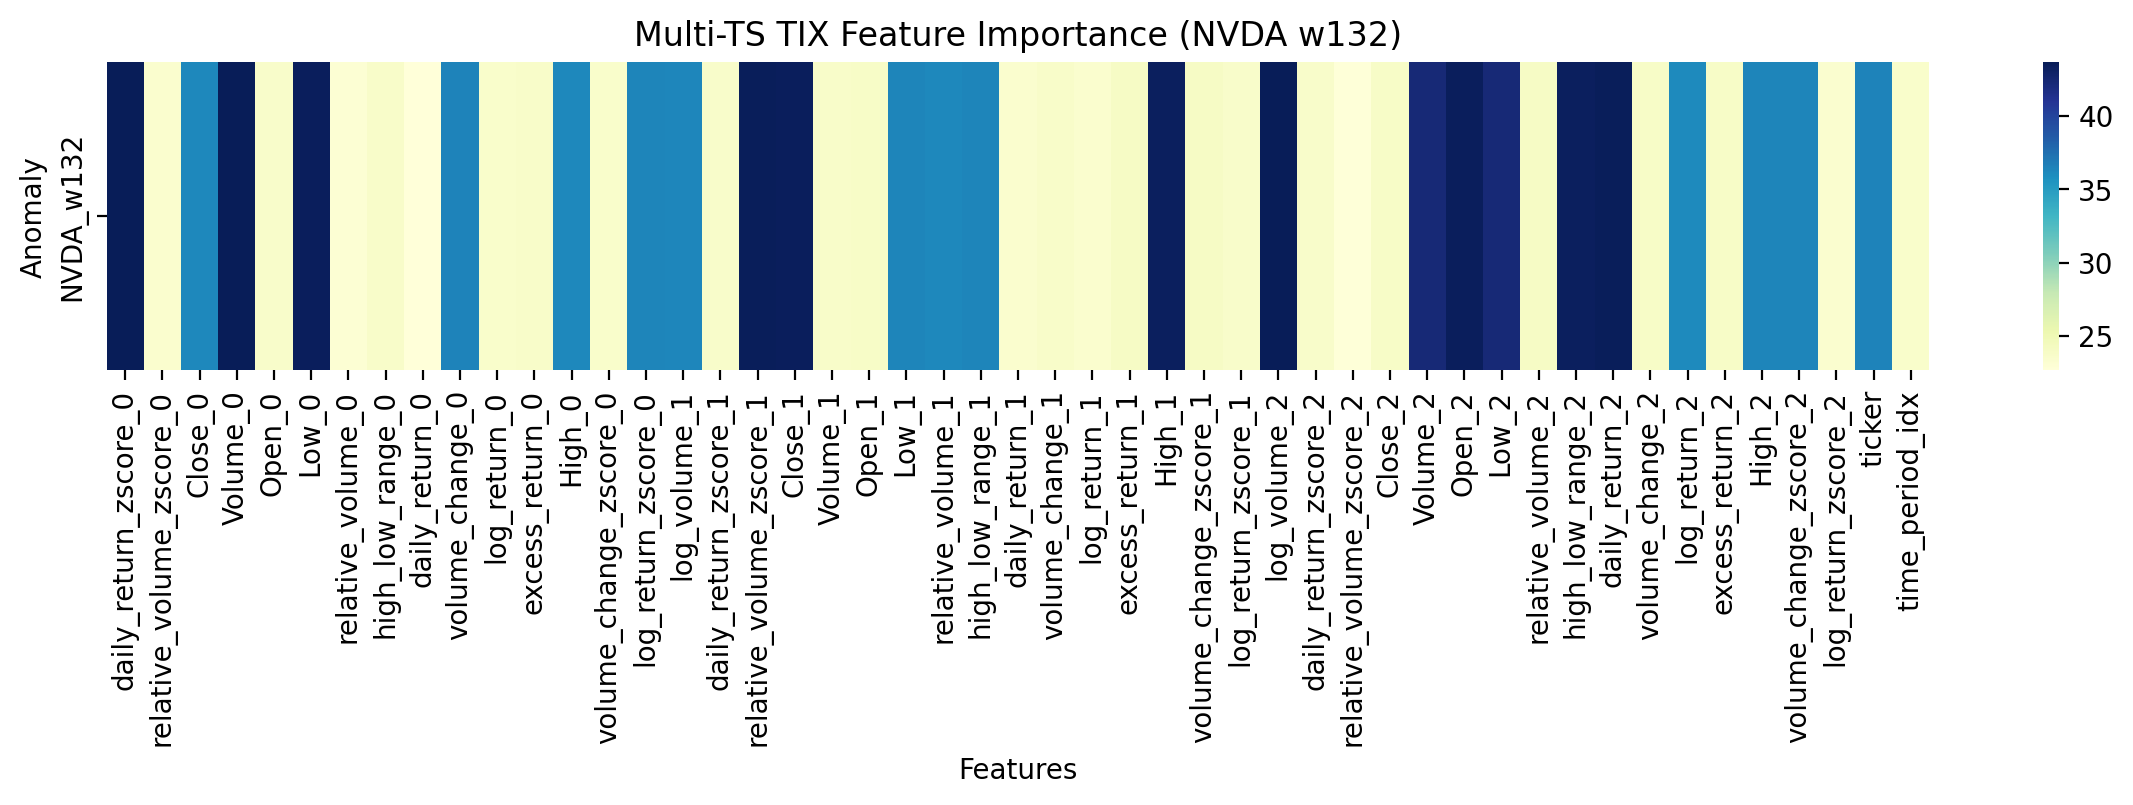 Multi-TS TIX Feature Importance (NVDA w132)
Anomaly
NVDA_w132
40
35
30
25
daily_return_zscore_0
relative_volume_zscore_0
Close_0
Volume_0
Open_0
Low_0
relative_volume_0
high_low_range_0
daily_return_0
volume_change_0
log_return_0
excess_return_0
High_0
volume_change_zscore_0
log_return_zscore_0
log_volume_1
daily_return_zscore_1
relative_volume_zscore_1
Close_1
Volume_1
Open_1
Low_1
relative_volume_1
high_low_range_1
daily_return_1
volume_change_1
log_return_1
excess_return_1
High_1
volume_change_zscore_1
log_return_zscore_1
log_volume_2
daily_return_zscore_2
relative_volume_zscore_2
Close_2
Volume_2
Open_2
Low_2
relative_volume_2
high_low_range_2
daily_return_2
volume_change_2
log_return_2
excess_return_2
High_2
volume_change_zscore_2
log_return_zscore_2
ticker
time_period_idx
Features